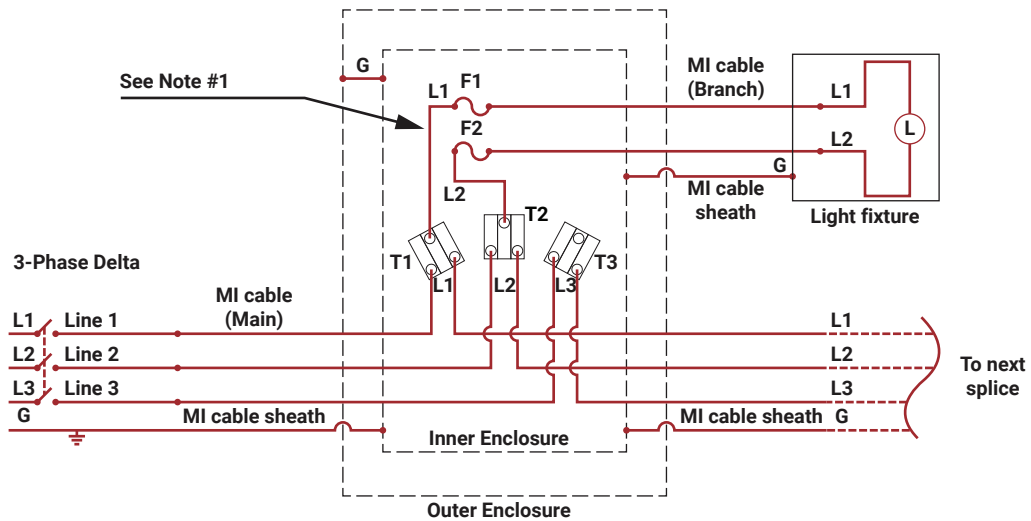 G
See Note #1
L1
F1
F2
L2
MI cable
(Branch)
L1
L2
L
G
MI cable
sheath
Light fixture
T1
T2
T3
L1
L2
L3
3-Phase Delta
MI cable
(Main)
L1
Line 1
L2
Line 2
L3
Line 3
G
MI cable sheath
Inner Enclosure
MI cable sheath
L1
L2
L3
G
To next
splice
Outer Enclosure